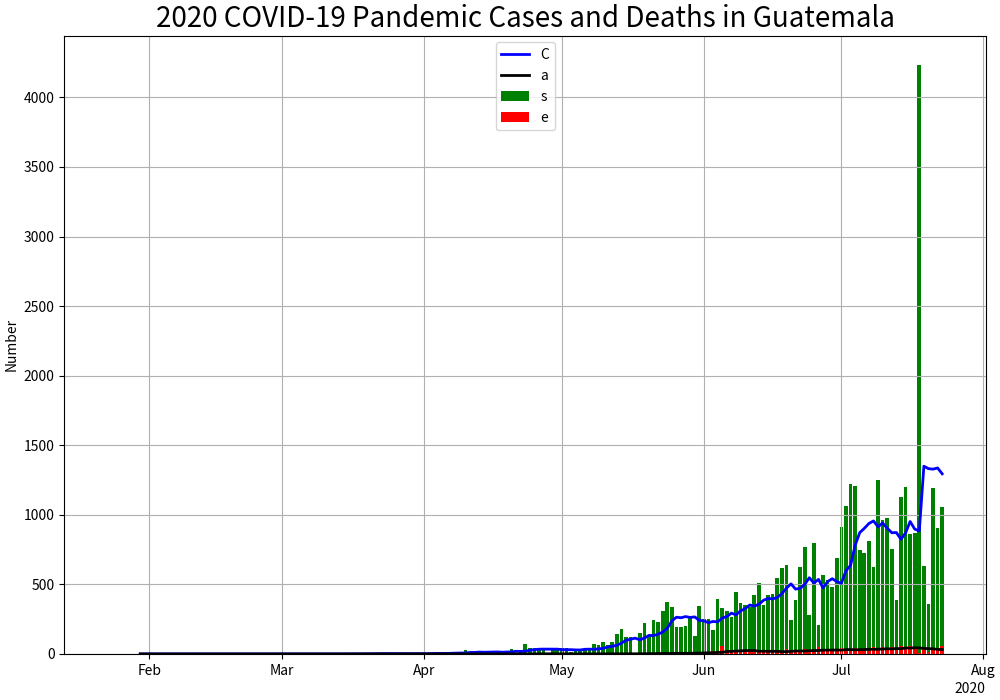 2020 COVID-19 Pandemic Cases and Deaths in Guatemala
C
a
s
e
4000
3500
3000
2500
2000
1500
1000
500
0
Number
Feb
Mar
Apr
May
Jun
Jul
Aug
2020